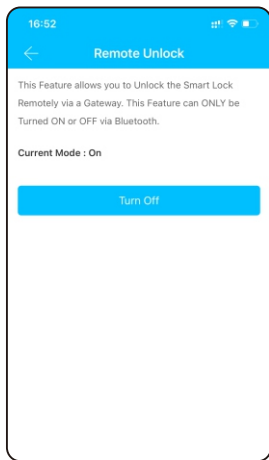 16:52
Remote Unlock
This Feature allows you to Unlock the Smart Lock
Remotely via a Gateway. This Feature can ONLY be
Turned ON or OFF via Bluetooth.
Current Mode : On
Turn Off